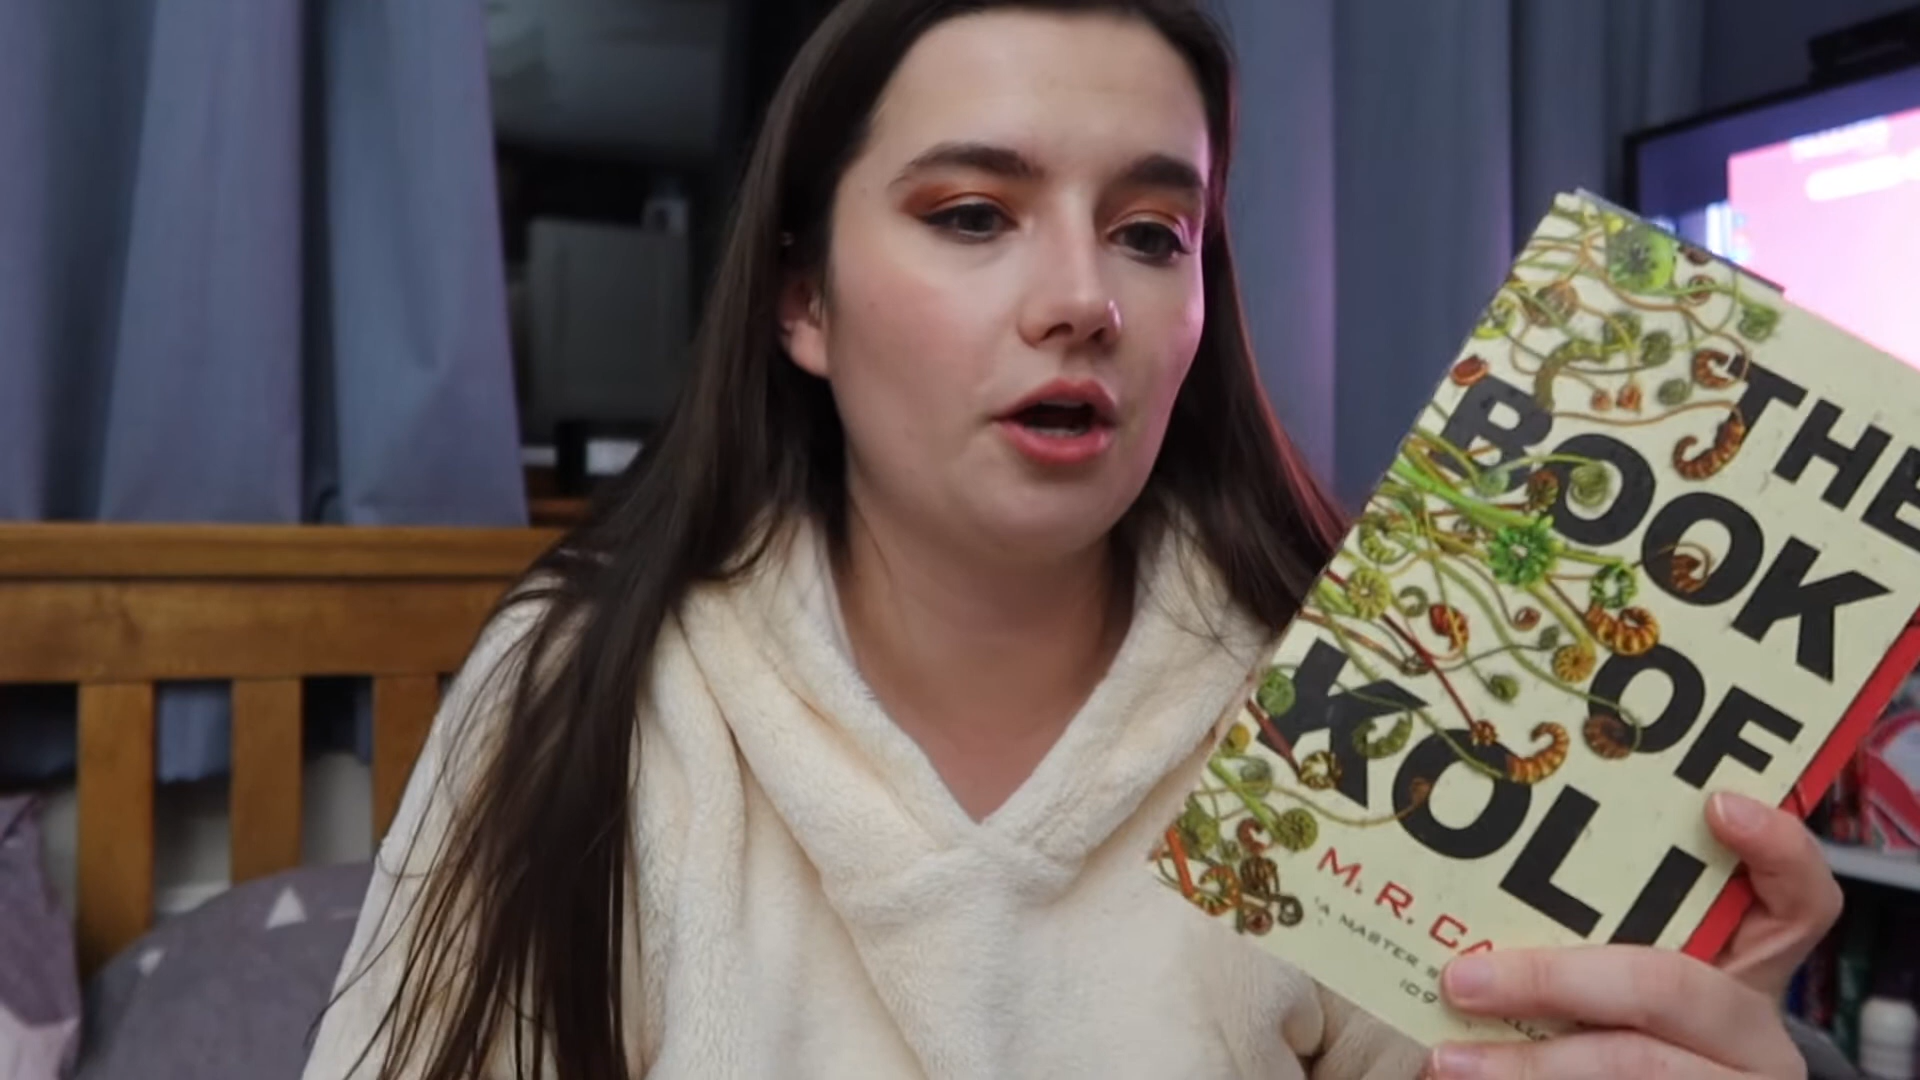 THE
BOOK
OF
KOLI
M. R. CA
A MASTER